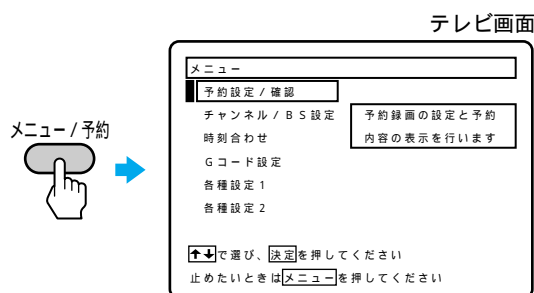 テレビ画面
メニュー / 予約
メニュー
予約設定 / 確認
チャンネル / BS設定
時刻合わせ
Gコード設定
各種設定1
各種設定2
予約録画の設定と予約
内容の表示を行います
↑↓で選び、決定を押してください
止めたいときはメニューを押してください